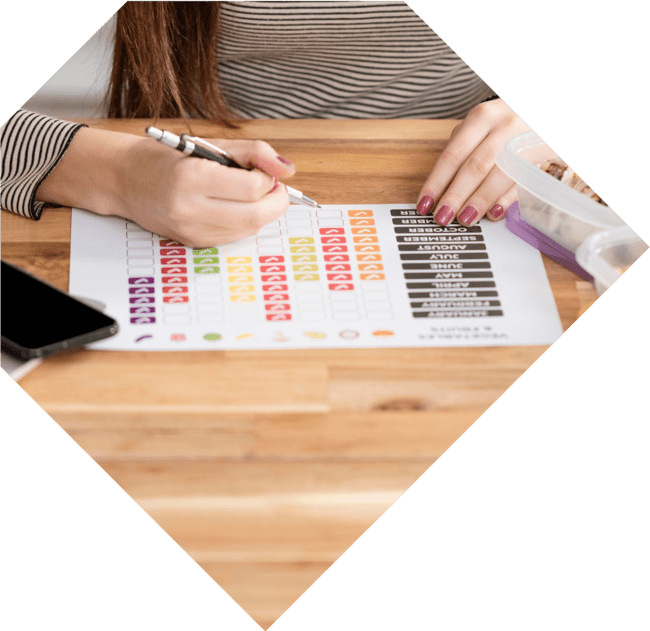 VEGETABLES
& FRUITS
JANUARY
FEBRUARY
MARCH
APRIL
MAY
JUNE
JULY
AUGUST
SEPTEMBER
OCTOBER